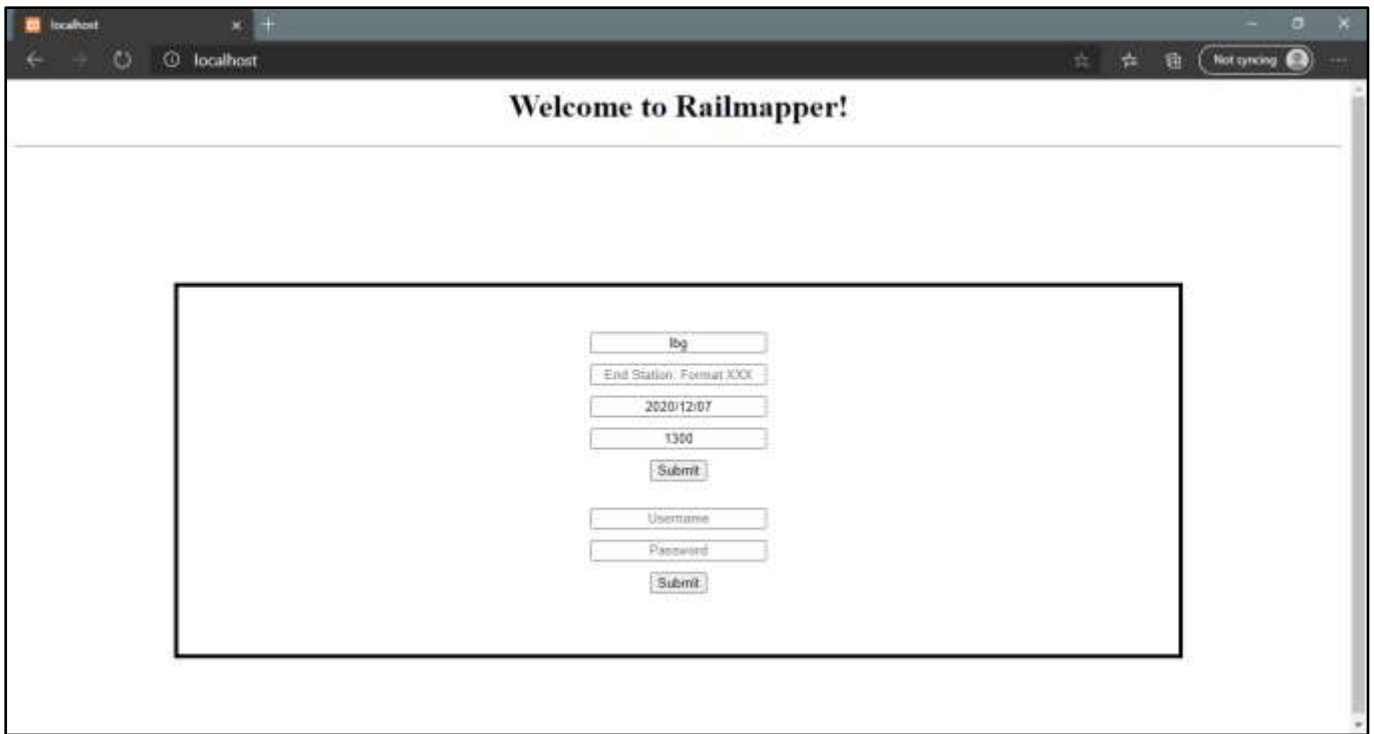 localhost
localhost
Not syncing
Welcome to Railmapper!
lbg
End Station: Format XXX
2020/12/07
1300
Submit
Username
Password
Submit